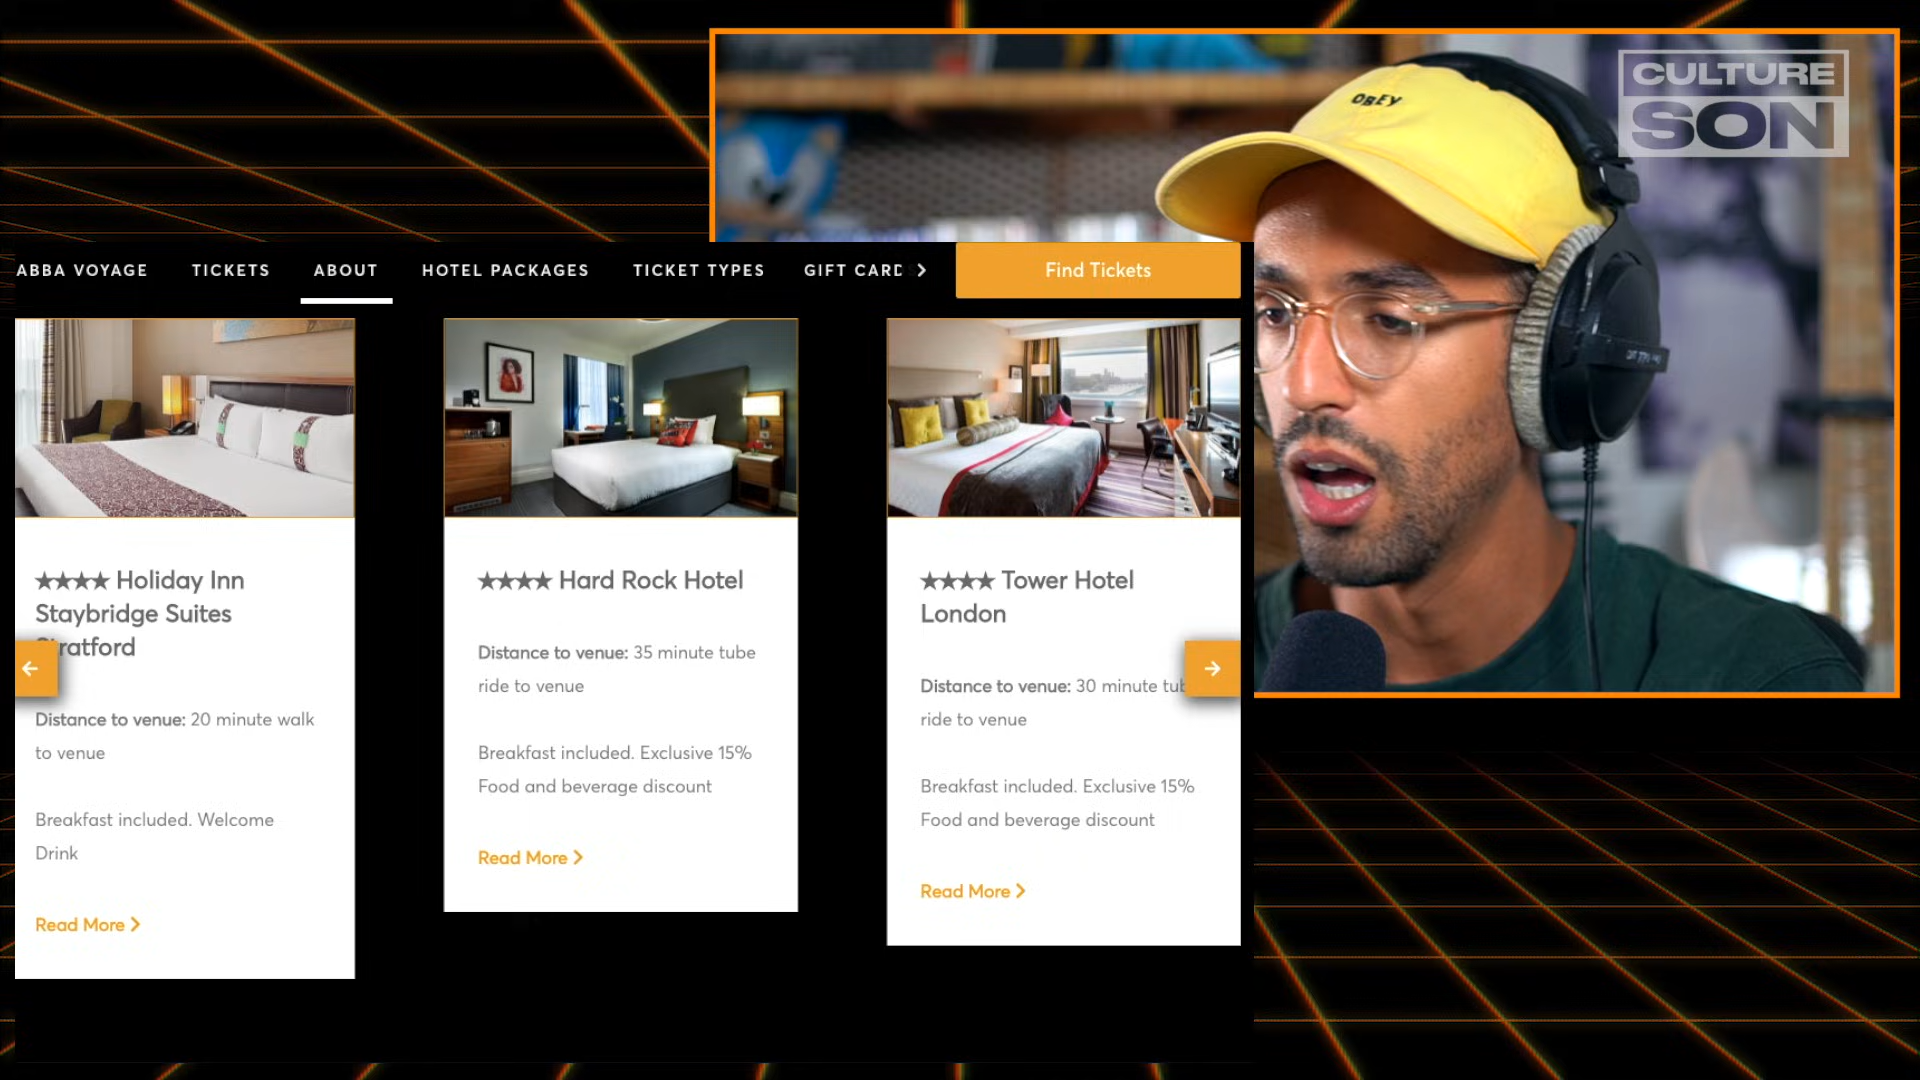 CULTURE
SON
OBEY
ABBA VOYAGE TICKETS ABOUT HOTEL PACKAGES TICKET TYPES GIFT CARD Find Tickets
★★★★ Holiday Inn
Staybridge Suites
Stratford
Distance to venue: 20 minute walk
to venue
Breakfast included. Welcome
Drink
Read More
★★★★ Hard Rock Hotel
Distance to venue: 35 minute tube
ride to venue
Breakfast included. Exclusive 15%
Food and beverage discount
Read More
★★★★ Tower Hotel
London
Distance to venue: 30 minute tub
ride to venue
Breakfast included. Exclusive 15%
Food and beverage discount
Read More